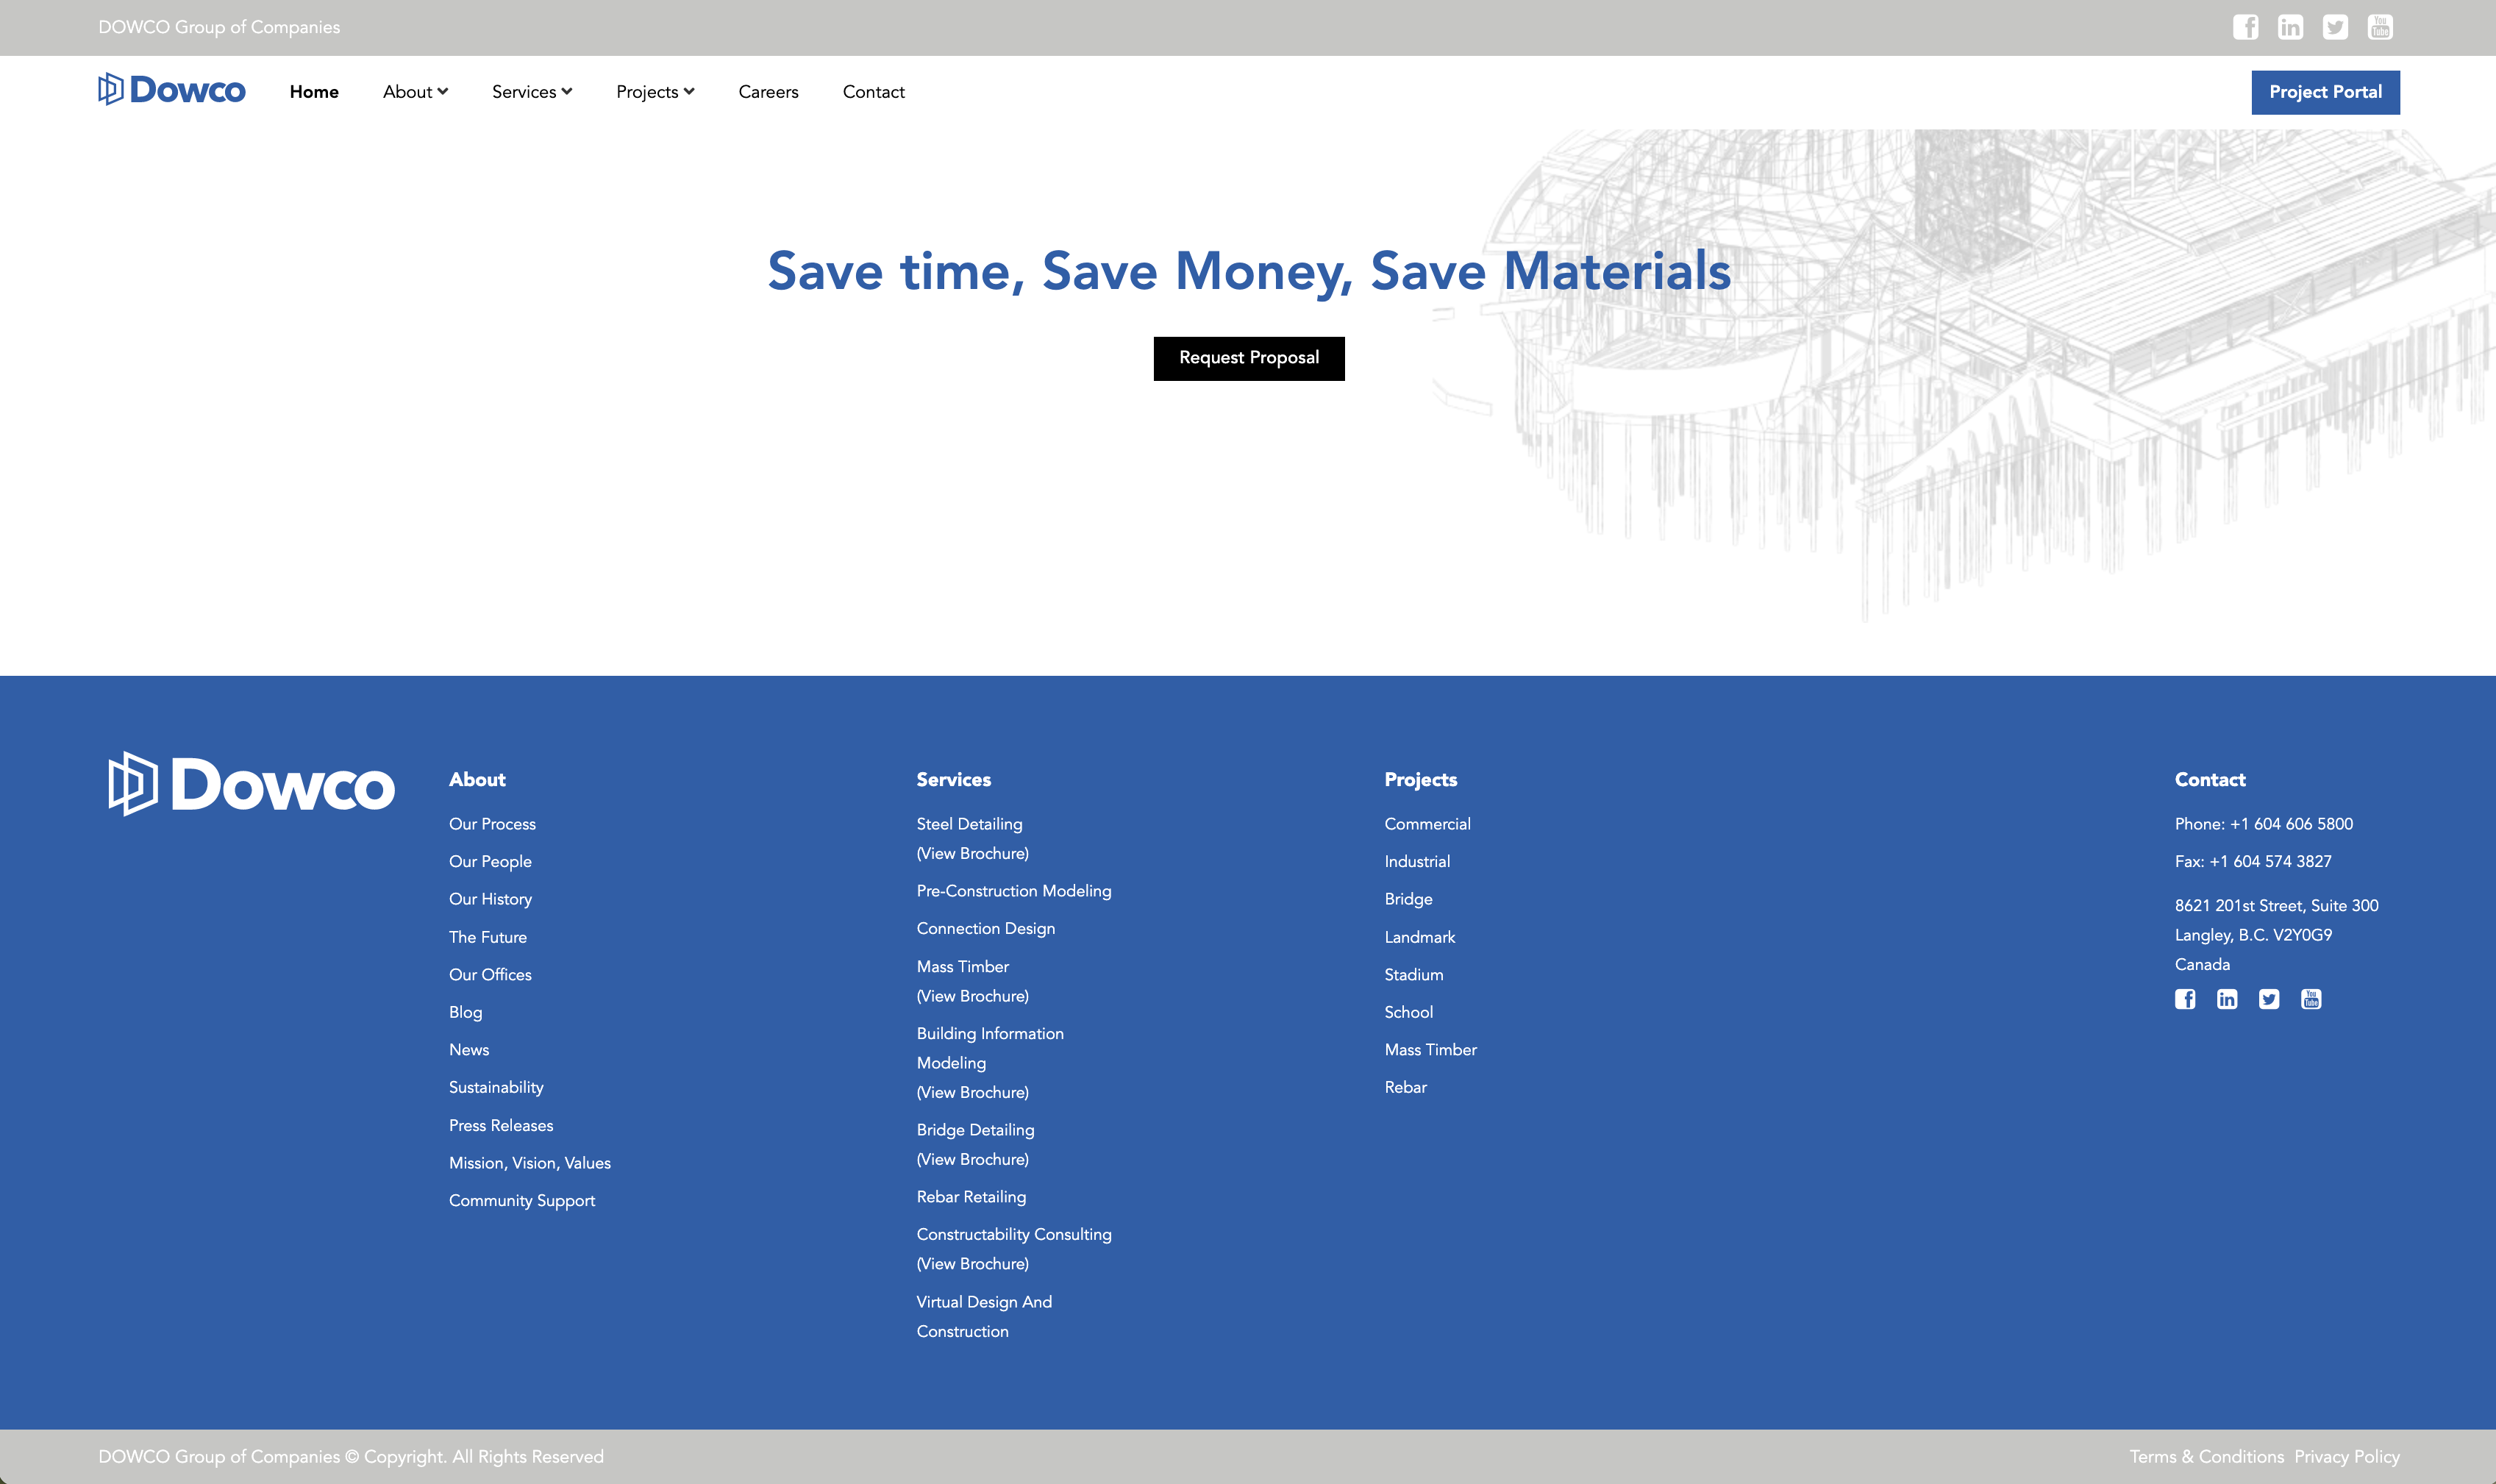 DOWCO Group of Companies
Dowco Home About Services Projects Careers Contact Project Portal
Save time, Save Money, Save Materials
Request Proposal
Dowco
About
Our Process
Our People
Our History
The Future
Our Offices
Blog
News
Sustainability
Press Releases
Mission, Vision, Values
Community Support
Services
Steel Detailing
(View Brochure)
Pre-Construction Modeling
Connection Design
Mass Timber
(View Brochure)
Building Information
Modeling
(View Brochure)
Bridge Detailing
(View Brochure)
Rebar Retailing
Constructability Consulting
(View Brochure)
Virtual Design And
Construction
Projects
Commercial
Industrial
Bridge
Landmark
Stadium
School
Mass Timber
Rebar
Contact
Phone: +1 604 606 5800
Fax: +1 604 574 3827
8621 201st Street, Suite 300
Langley, B.C. V2Y0G9
Canada
DOWCO Group of Companies © Copyright. All Rights Reserved
Terms & Conditions Privacy Policy